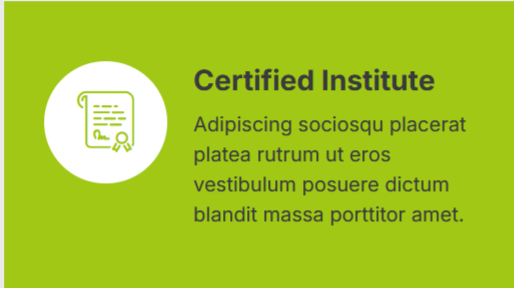 Certified Institute
Adipiscing sociosqu placerat
platea rutrum ut eros
vestibulum posuere dictum
blandit massa porttitor amet.